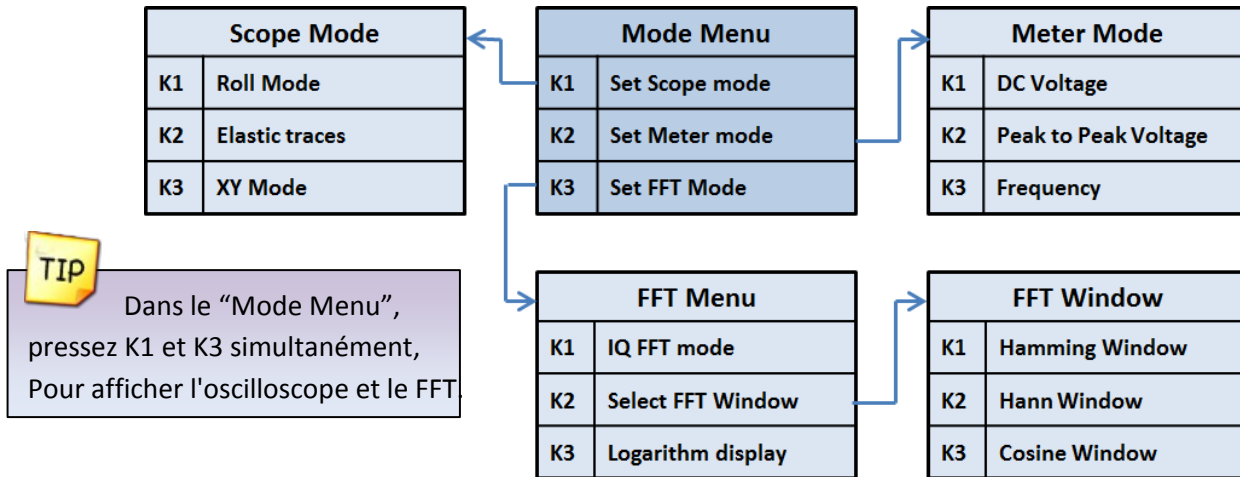 Scope Mode
K1 Roll Mode
K2 Elastic traces
K3 XY Mode
Mode Menu
K1 Set Scope mode
K2 Set Meter mode
K3 Set FFT Mode
Meter Mode
K1 DC Voltage
K2 Peak to Peak Voltage
K3 Frequency
TIP
Dans le “Mode Menu”,
pressez K1 et K3 simultanément,
Pour afficher l'oscilloscope et le FFT.
FFT Menu
K1 IQ FFT mode
K2 Select FFT Window
K3 Logarithm display
FFT Window
K1 Hamming Window
K2 Hann Window
K3 Cosine Window